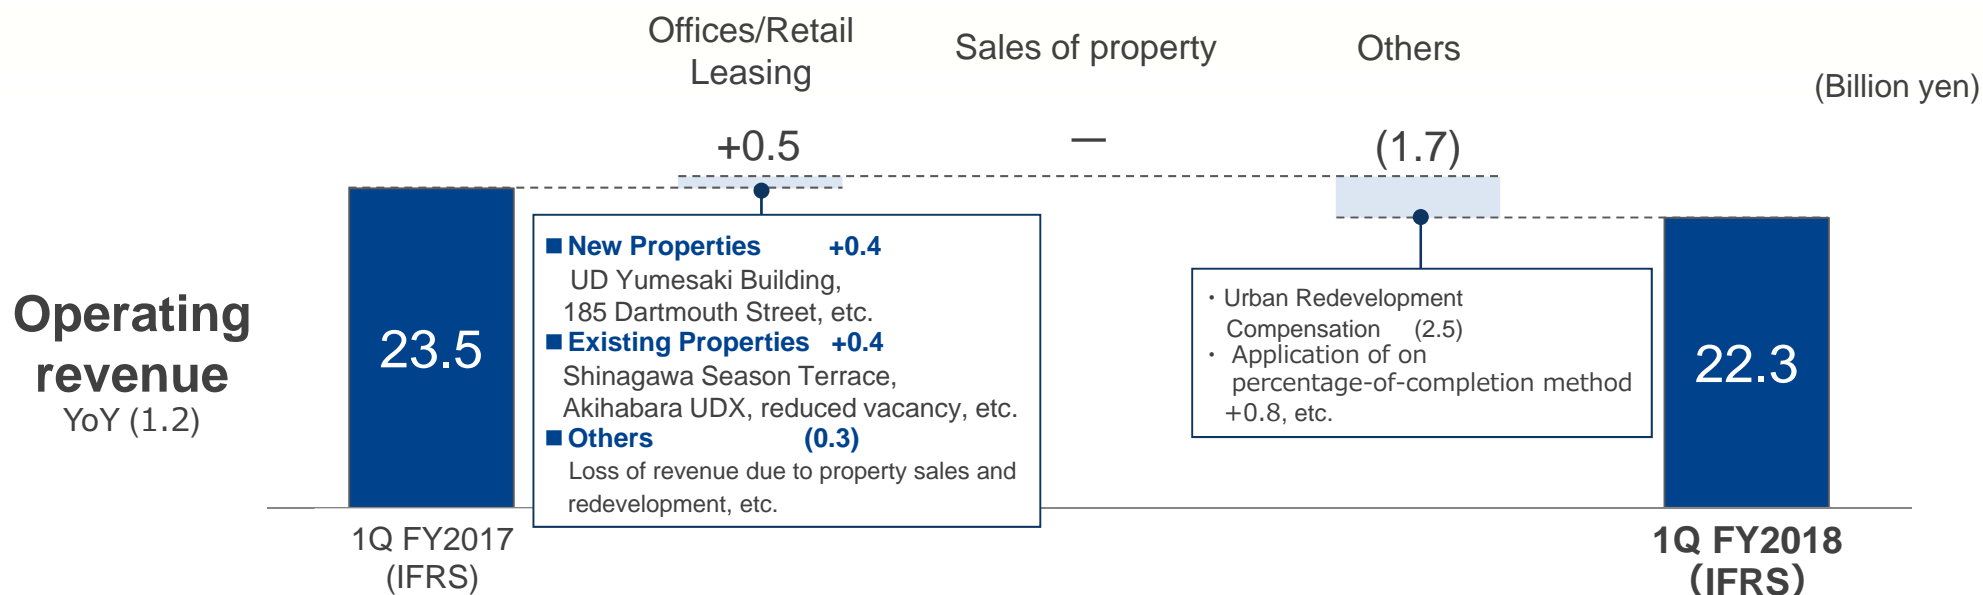 Offices/Retail
Leasing
Sales of property
Others
(Billion yen)
+0.5
—
(1.7)
Operating
revenue
YoY (1.2)
23.5
■ New Properties +0.4
UD Yumesaki Building,
185 Dartmouth Street, etc.
■ Existing Properties +0.4
Shinagawa Season Terrace,
Akihabara UDX, reduced vacancy, etc.
■ Others (0.3)
Loss of revenue due to property sales and
redevelopment, etc.
・Urban Redevelopment
Compensation (2.5)
・ Application of on
percentage-of-completion method
+0.8, etc.
22.3
1Q FY2017
(IFRS)
1Q FY2018
(IFRS)